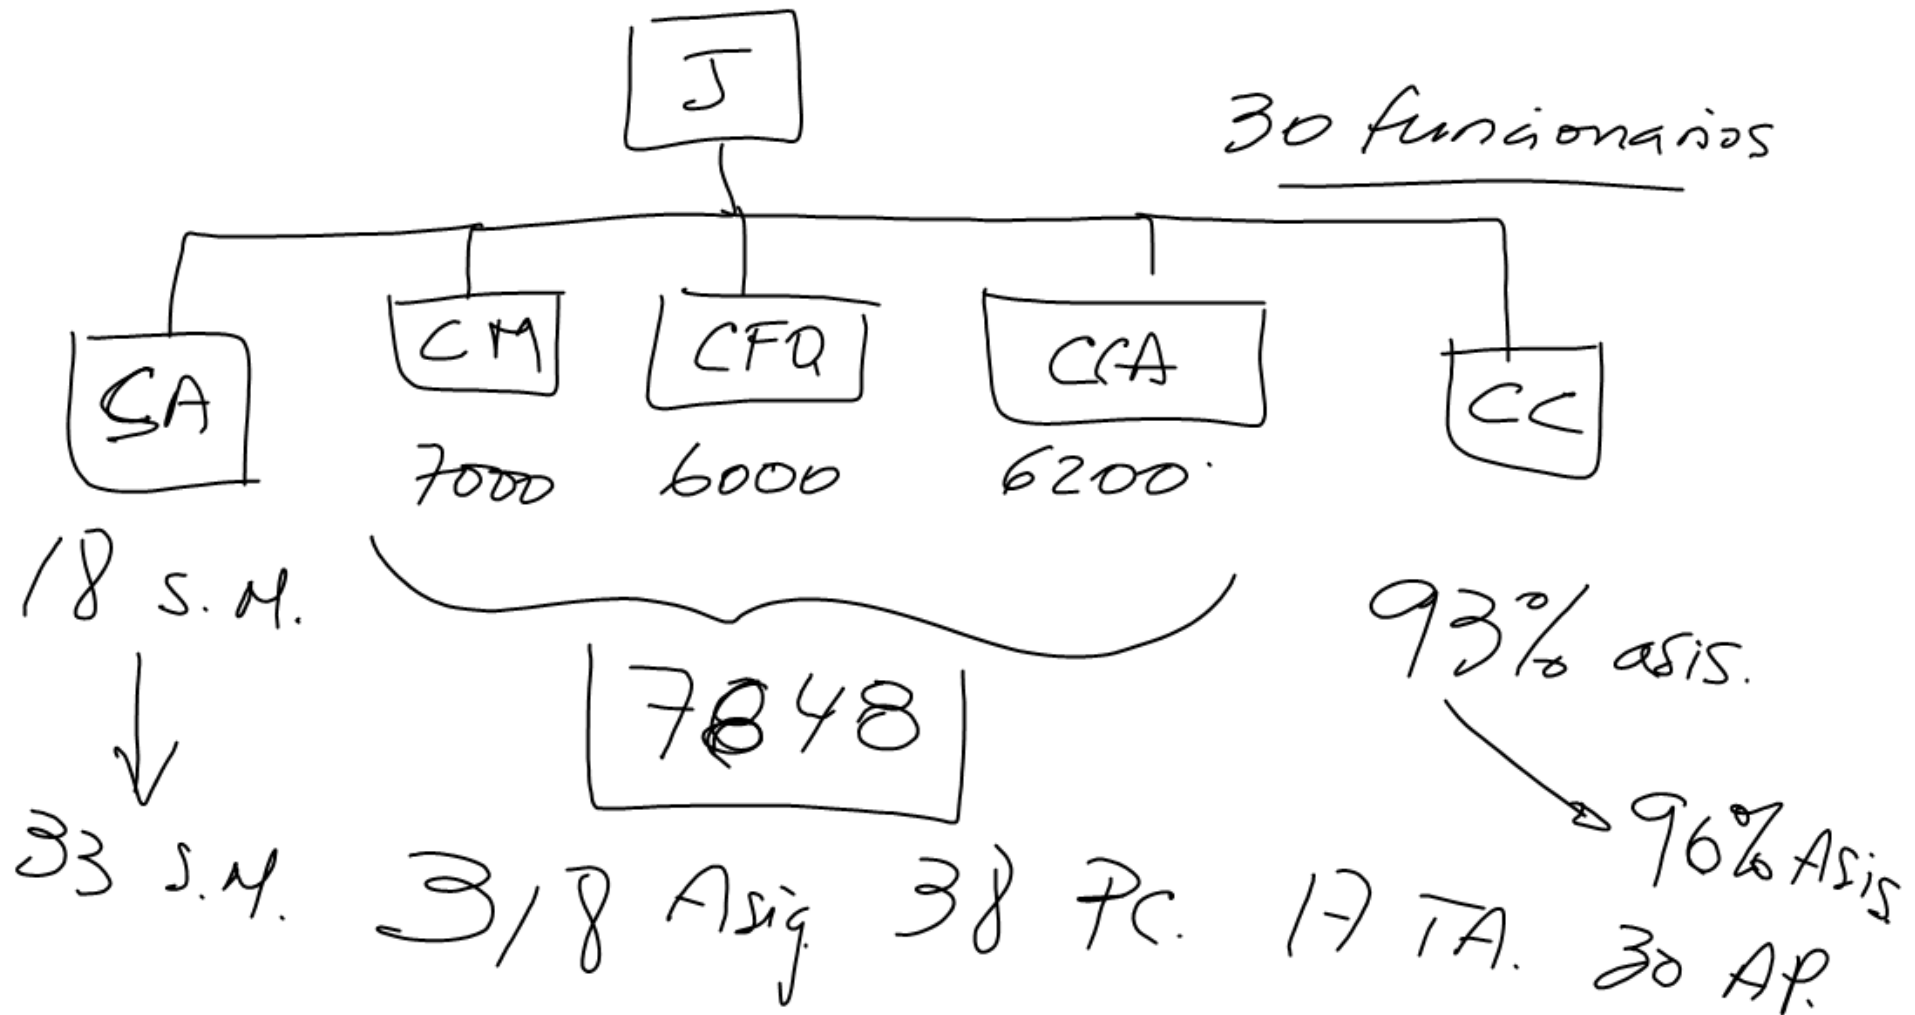 J
30 funcionarios
SA CM CFQ CCA CC
7000 6000 6200
18 S.M.
93% asis.
7848
33 S.M.
96% Asis
318 Asig 38 PC. 17 TA.
30 AP.